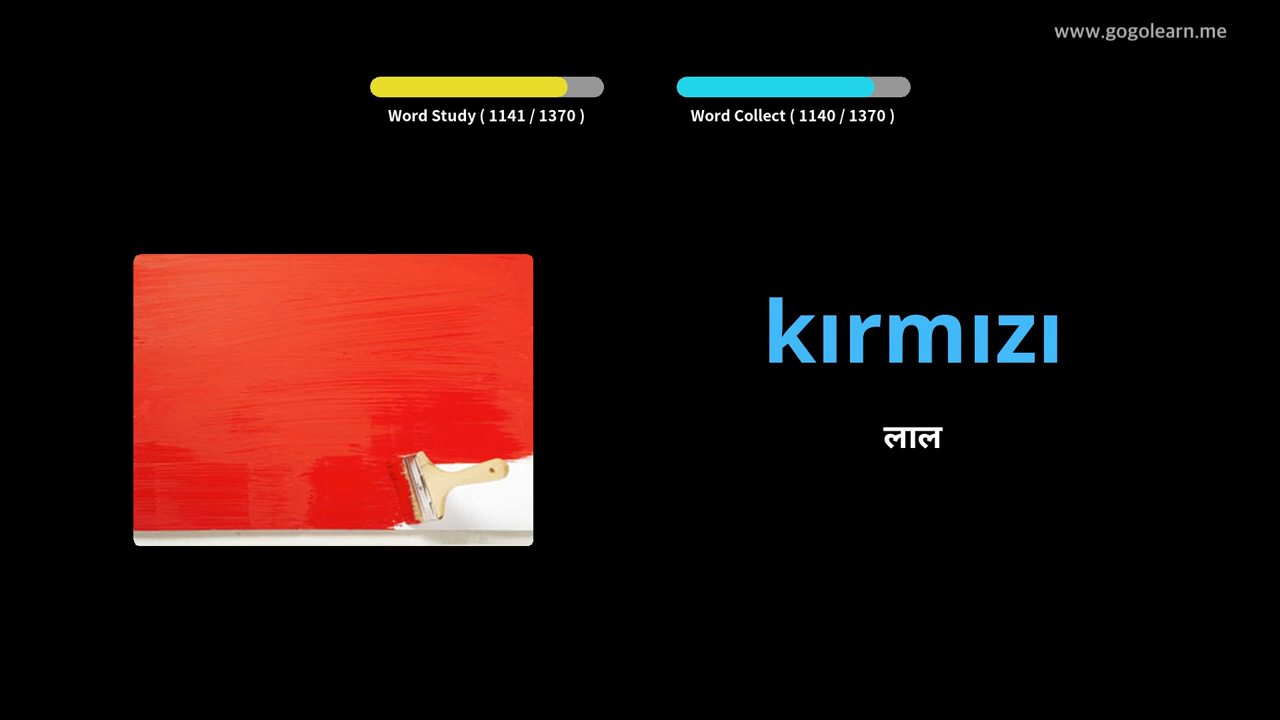 www.gogolearn.me
Word Study ( 1141 / 1370 )
Word Collect ( 1140 / 1370 )
kırmızı
लाल